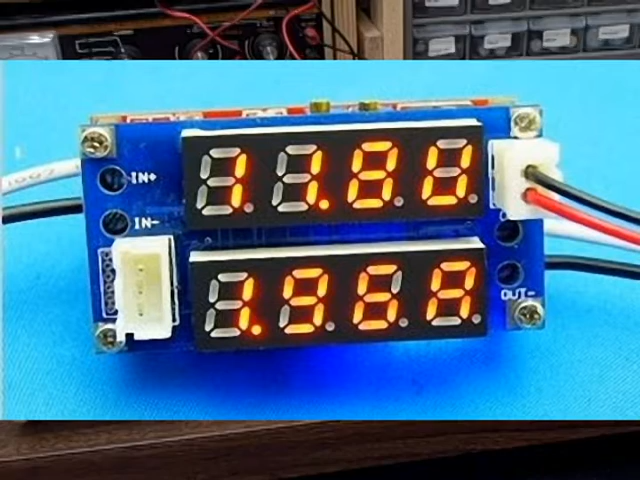 11.8U
IN+
IN-
1.96A
OUT-